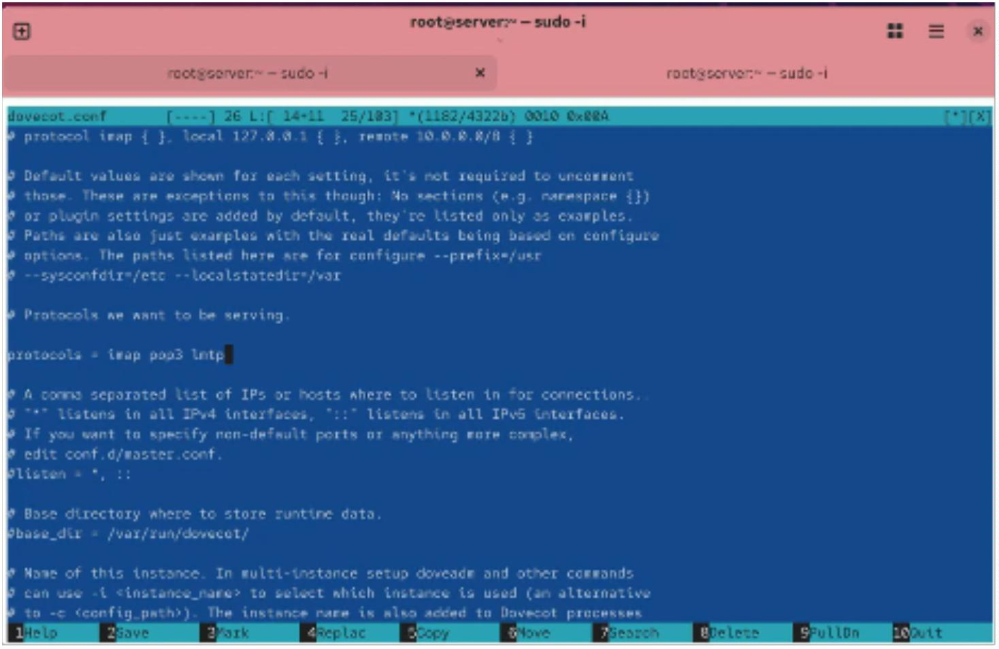 root@server:~ — sudo -i
root@server:~ — sudo -i
root@server:~ — sudo -i
dovecot.conf [----] 26 L:[ 14+11 25/103] *(1182/4322b) 0010 0x00A [*][X]
# protocol imap { }, local 127.0.0.1 { }, remote 10.0.0.0/8 { }
# Default values are shown for each setting, it's not required to uncomment
# those. These are exceptions to this though: No sections (e.g. namespace {})
# or plugin settings are added by default, they're listed only as examples.
# Paths are also just examples with the real defaults being based on configure
# options. The paths listed here are for configure --prefix=/usr
# --sysconfdir=/etc --localstatedir=/var
# Protocols we want to be serving.
protocols = imap pop3 lmtp
# A comma separated list of IPs or hosts where to listen in for connections..
# "*" listens in all IPv4 interfaces, "::" listens in all IPv6 interfaces.
# If you want to specify non-default ports or anything more complex,
# edit conf.d/master.conf.
#listen = *, ::
# Base directory where to store runtime data.
#base_dir = /var/run/dovecot/
# Name of this instance. In multi-instance setup doveadm and other commands
# can use -i <instance_name> to select which instance is used (an alternative
# to -c <config_path>). The instance name is also added to Dovecot processes
1Help 2Save 3Mark 4Replac 5Copy 6Move 7Search 8Delete 9PullDn 10Quit